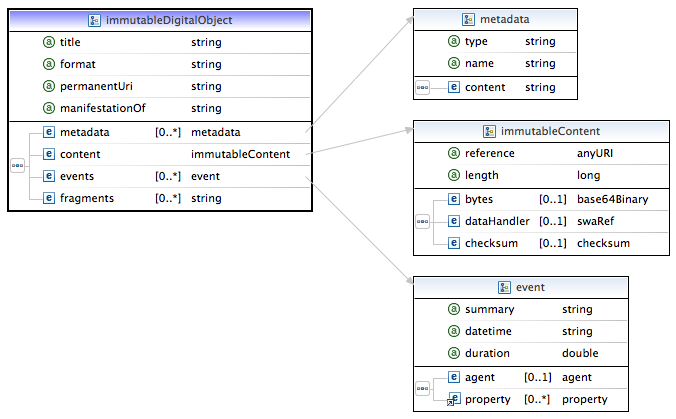 immutableDigitalObject
a title string
a format string
a permanentUri string
a manifestationOf string
e metadata [0..*] metadata
e content immutableContent
e events [0..*] event
e fragments [0..*] string
metadata
a type string
a name string
e content string
immutableContent
a reference anyURI
a length long
e bytes [0..1] base64Binary
e dataHandler [0..1] swaRef
e checksum [0..1] checksum
event
a summary string
a datetime string
a duration double
e agent [0..1] agent
e property [0..*] property